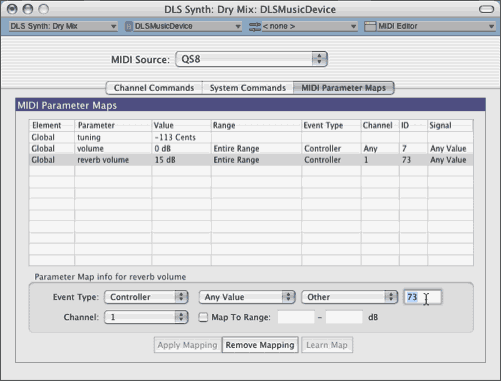 DLS Synth: Dry Mix: DLSMusicDevice
DLS Synth: Dry Mix DLSMusicDevice < none > MIDI Editor
MIDI Source: QS8
Channel Commands System Commands MIDI Parameter Maps
MIDI Parameter Maps
Element Parameter Value Range Event Type Channel ID Signal
Global tuning -113 Cents
Global volume 0 dB Entire Range Controller Any 7 Any Value
Global reverb volume 15 dB Entire Range Controller 1 73 Any Value
Parameter Map info for reverb volume
Event Type: Controller Any Value Other 73
Channel: 1 Map To Range: - dB
Apply Mapping Remove Mapping Learn Map